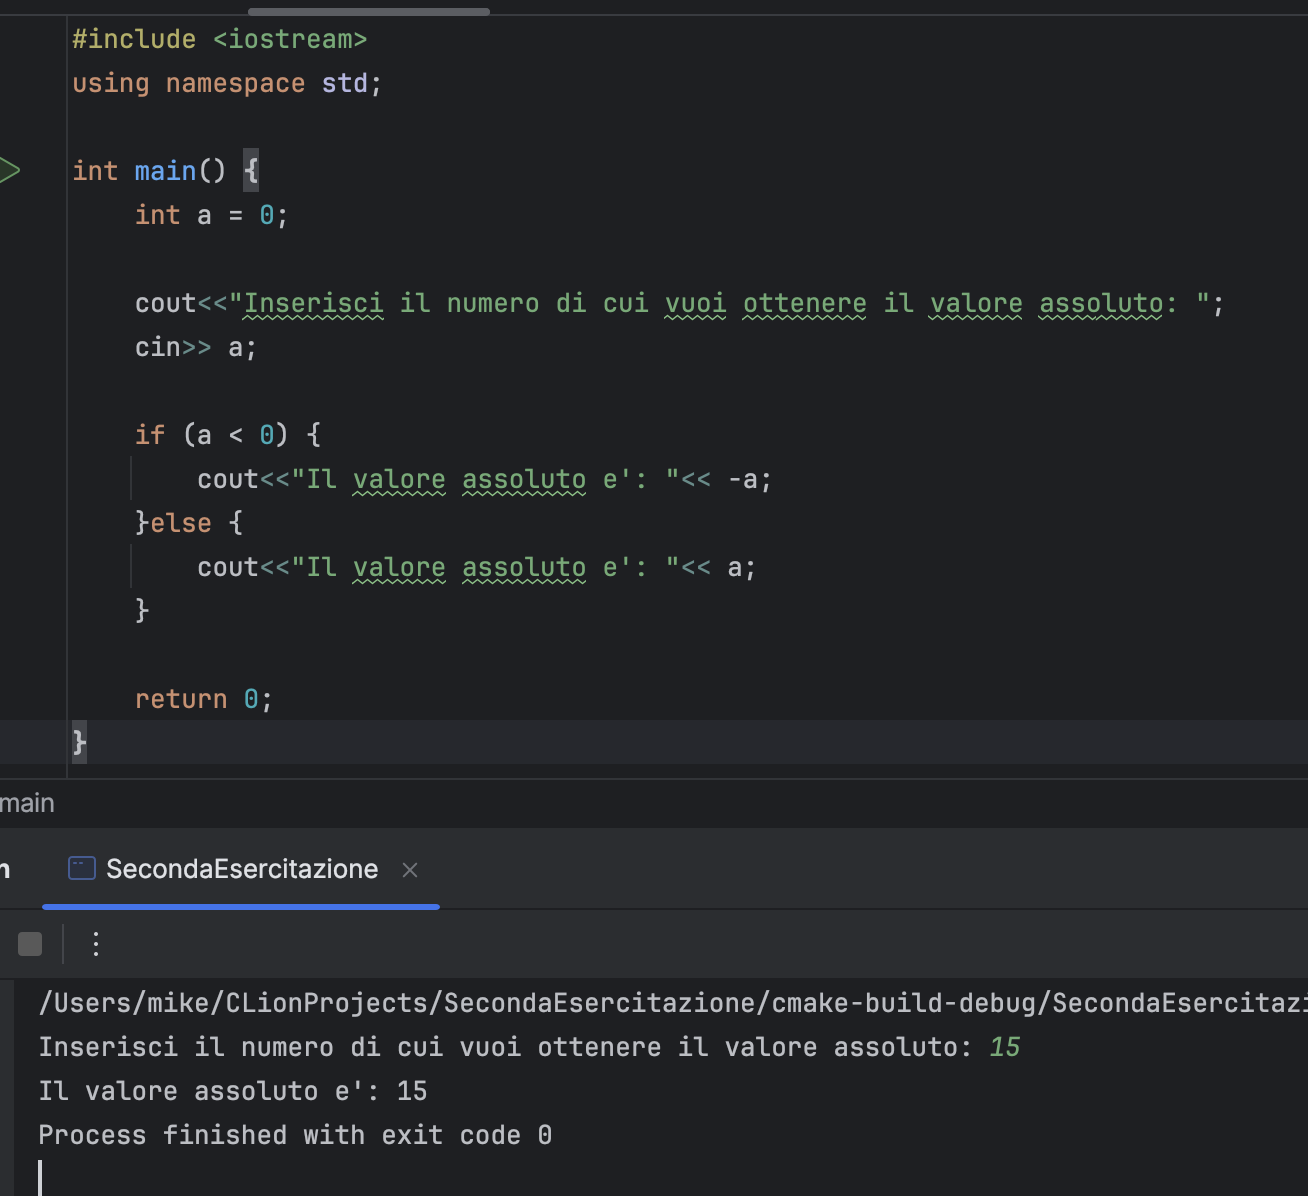 #include <iostream>
using namespace std;
int main() {
    int a = 0;
    cout<<"Inserisci il numero di cui vuoi ottenere il valore assoluto: ";
    cin>> a;
    if (a < 0) {
        cout<<"Il valore assoluto e': "<< -a;
    }else {
        cout<<"Il valore assoluto e': "<< a;
    }
    return 0;
}
main
SecondaEsercitazione
/Users/mike/CLionProjects/SecondaEsercitazione/cmake-build-debug/SecondaEsercitazi
Inserisci il numero di cui vuoi ottenere il valore assoluto: 15
Il valore assoluto e': 15
Process finished with exit code 0